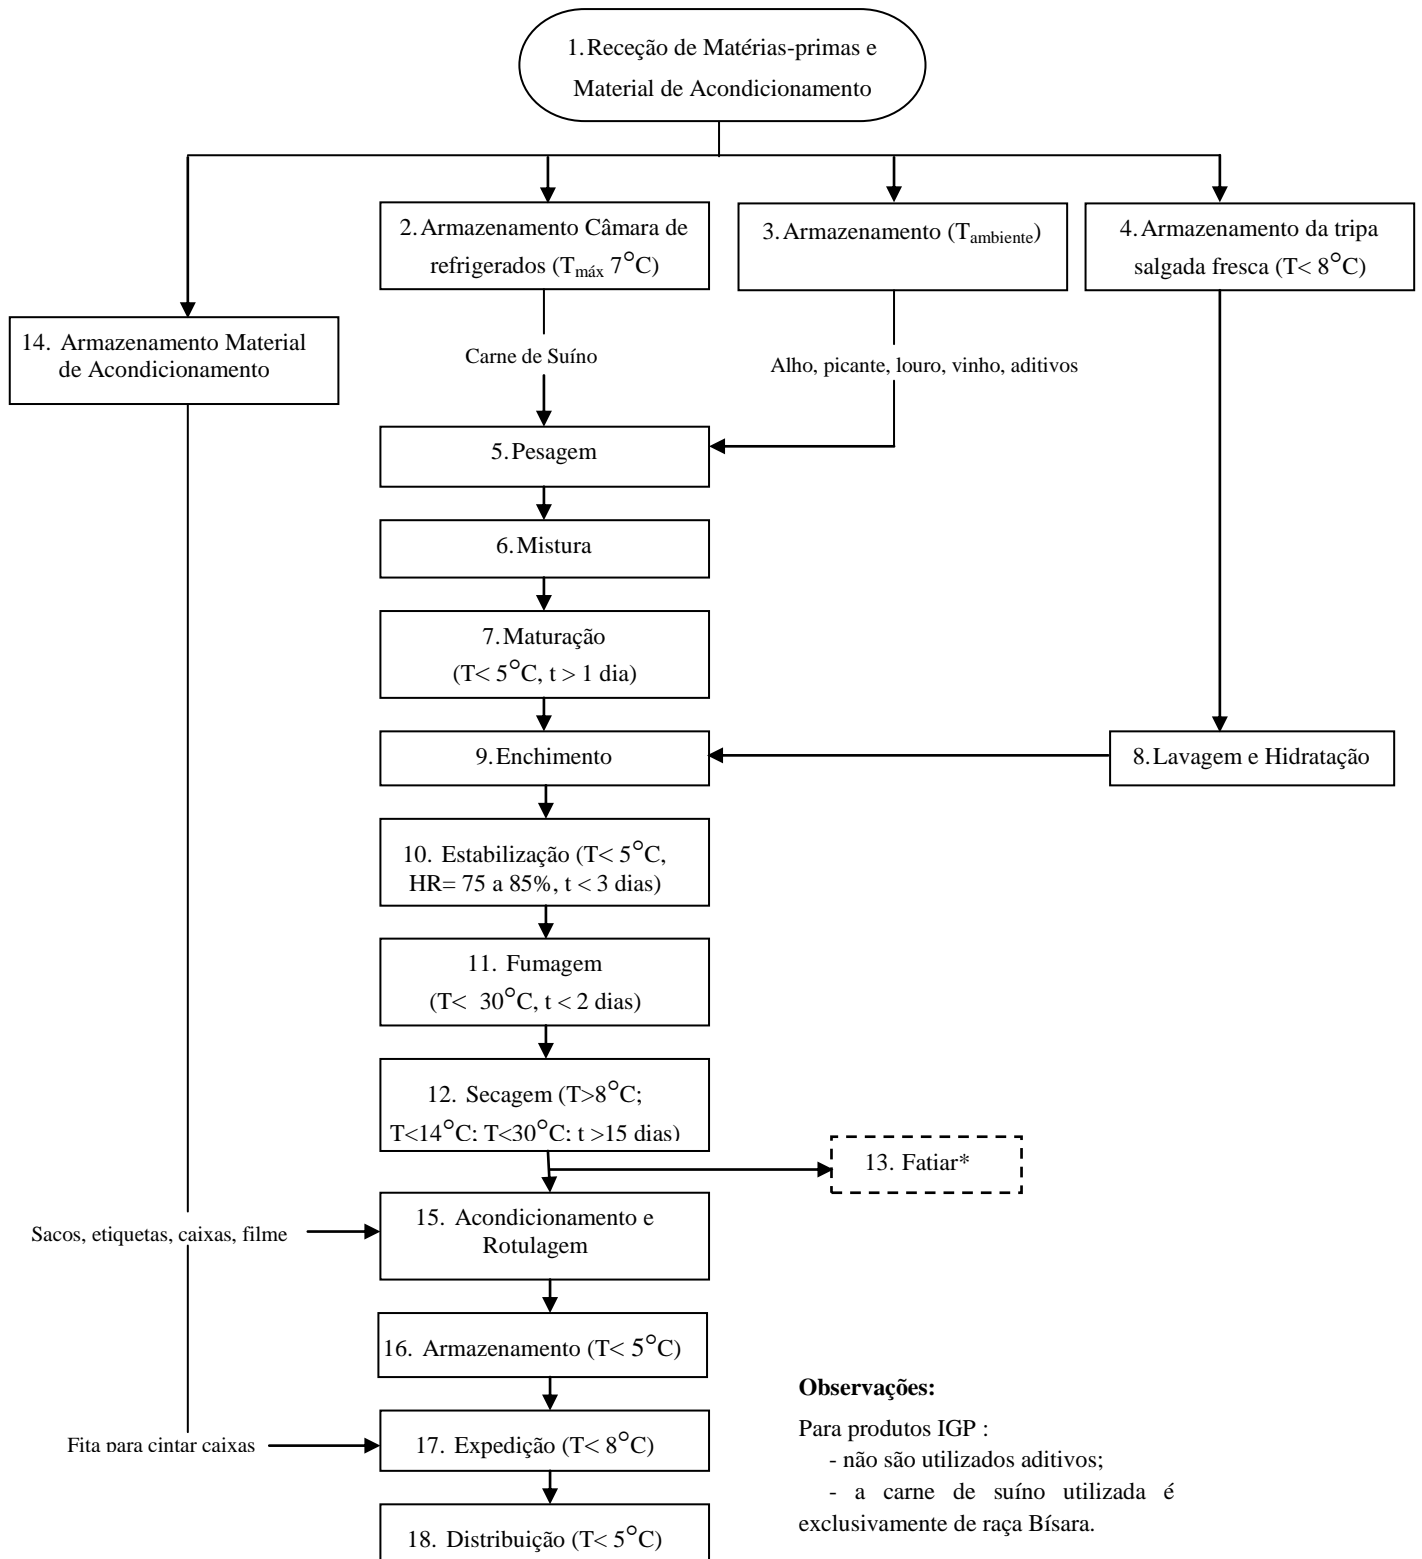 1.Receção de Matérias-primas e
Material de Acondicionamento
2.Armazenamento Câmara de
refrigerados (Tmáx 7°C)
3.Armazenamento (Tambiente)
4.Armazenamento da tripa
salgada fresca (T< 8°C)
14. Armazenamento Material
de Acondicionamento
Carne de Suíno
Alho, picante, louro, vinho, aditivos
5.Pesagem
6.Mistura
7.Maturação
(T< 5°C, t > 1 dia)
9.Enchimento
8.Lavagem e Hidratação
10. Estabilização (T< 5°C,
HR= 75 a 85%, t < 3 dias)
11. Fumagem
(T< 30°C, t < 2 dias)
12. Secagem (T>8°C;
T<14°C; T<30°C; t >15 dias)
13. Fatiar*
Sacos, etiquetas, caixas, filme
15. Acondicionamento e
Rotulagem
16. Armazenamento (T< 5°C)
Fita para cintar caixas
17. Expedição (T< 8°C)
18. Distribuição (T< 5°C)
Observações:
Para produtos IGP :
- não são utilizados aditivos;
- a carne de suíno utilizada é
exclusivamente de raça Bísara.